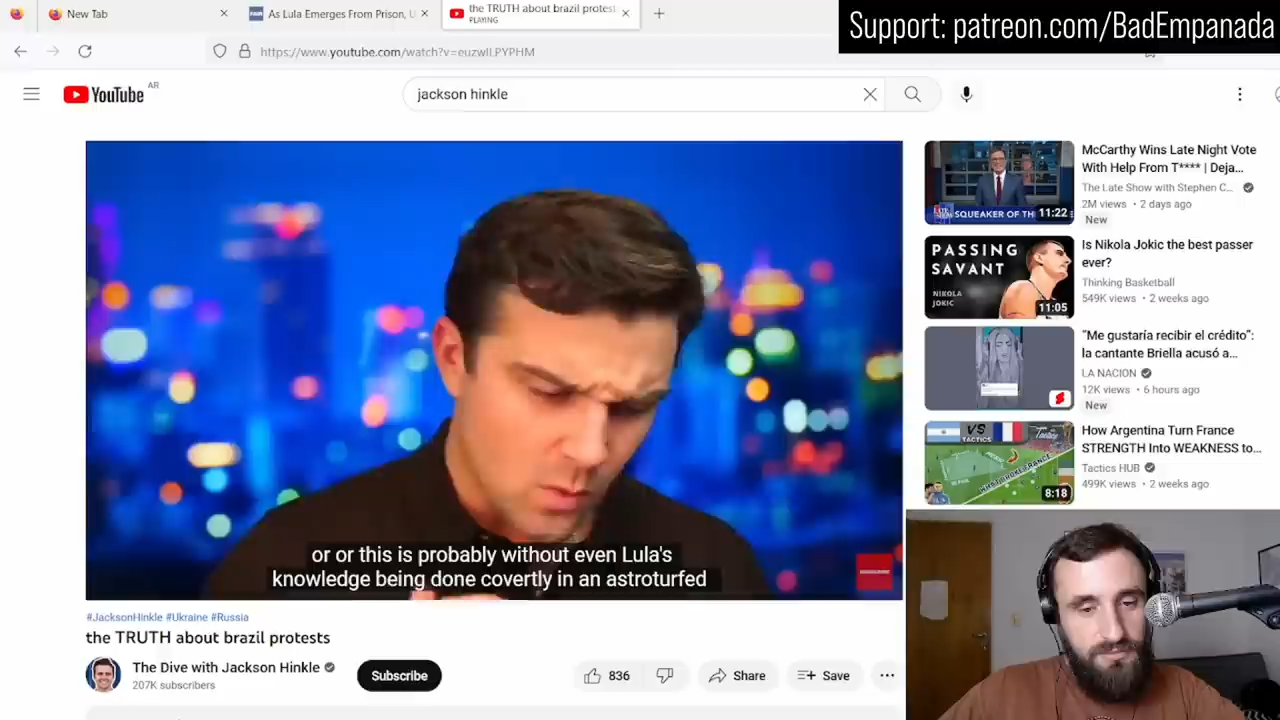 New Tab
As Lula Emerges From Prison, U
the TRUTH about brazil protest
PLAYING
Support: patreon.com/BadEmpanada
https://www.youtube.com/watch?v=euzwILPYPHM
YouTube AR
jackson hinkle
or or this is probably without even Lula's
knowledge being done covertly in an astroturfed
#JacksonHinkle #Ukraine #Russia
the TRUTH about brazil protests
The Dive with Jackson Hinkle
207K subscribers
Subscribe
836
Share
Save
SQUEAKER OF TH
11:22
McCarthy Wins Late Night Vote
With Help From T**** | Deja...
The Late Show with Stephen C...
2M views • 2 days ago
New
PASSING
SAVANT
NIKOLA
JOKIC
11:05
Is Nikola Jokic the best passer
ever?
Thinking Basketball
549K views • 2 weeks ago
“Me gustaría recibir el crédito”:
la cantante Briella acusó a...
LA NACION
12K views • 6 hours ago
New
VS
TACTICS
8:18
How Argentina Turn France
STRENGTH Into WEAKNESS to...
Tactics HUB
499K views • 2 weeks ago